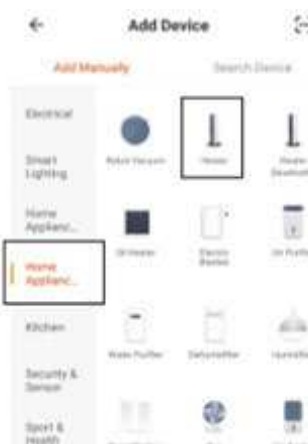 Add Device
Add Manually
Search Device
Electrical
Smart
Lighting
Home
Applianc...
Home
Applianc...
Kitchen
Security &
Sensor
Sport &
Health
Robot Vacuum
Heater
Heater
Oil Heater
Electric
Blanket
Water Purifier
Dehumidifier